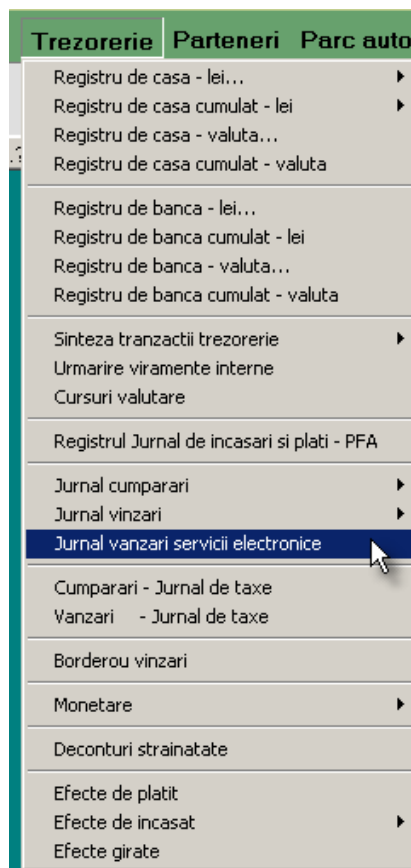 Trezorerie Parteneri Parc auto
Registru de casa - lei...
Registru de casa cumulat - lei
Registru de casa - valuta...
Registru de casa cumulat - valuta
Registru de banca - lei...
Registru de banca cumulat - lei
Registru de banca - valuta...
Registru de banca cumulat - valuta
Sinteza tranzactii trezorerie
Urmarire viramente interne
Cursuri valutare
Registrul Jurnal de incasari si plati - PFA
Jurnal cumparari
Jurnal vinzari
Jurnal vanzari servicii electronice
Cumparari - Jurnal de taxe
Vanzari - Jurnal de taxe
Borderou vinzari
Monetare
Deconturi strainatate
Efecte de platit
Efecte de incasat
Efecte girate